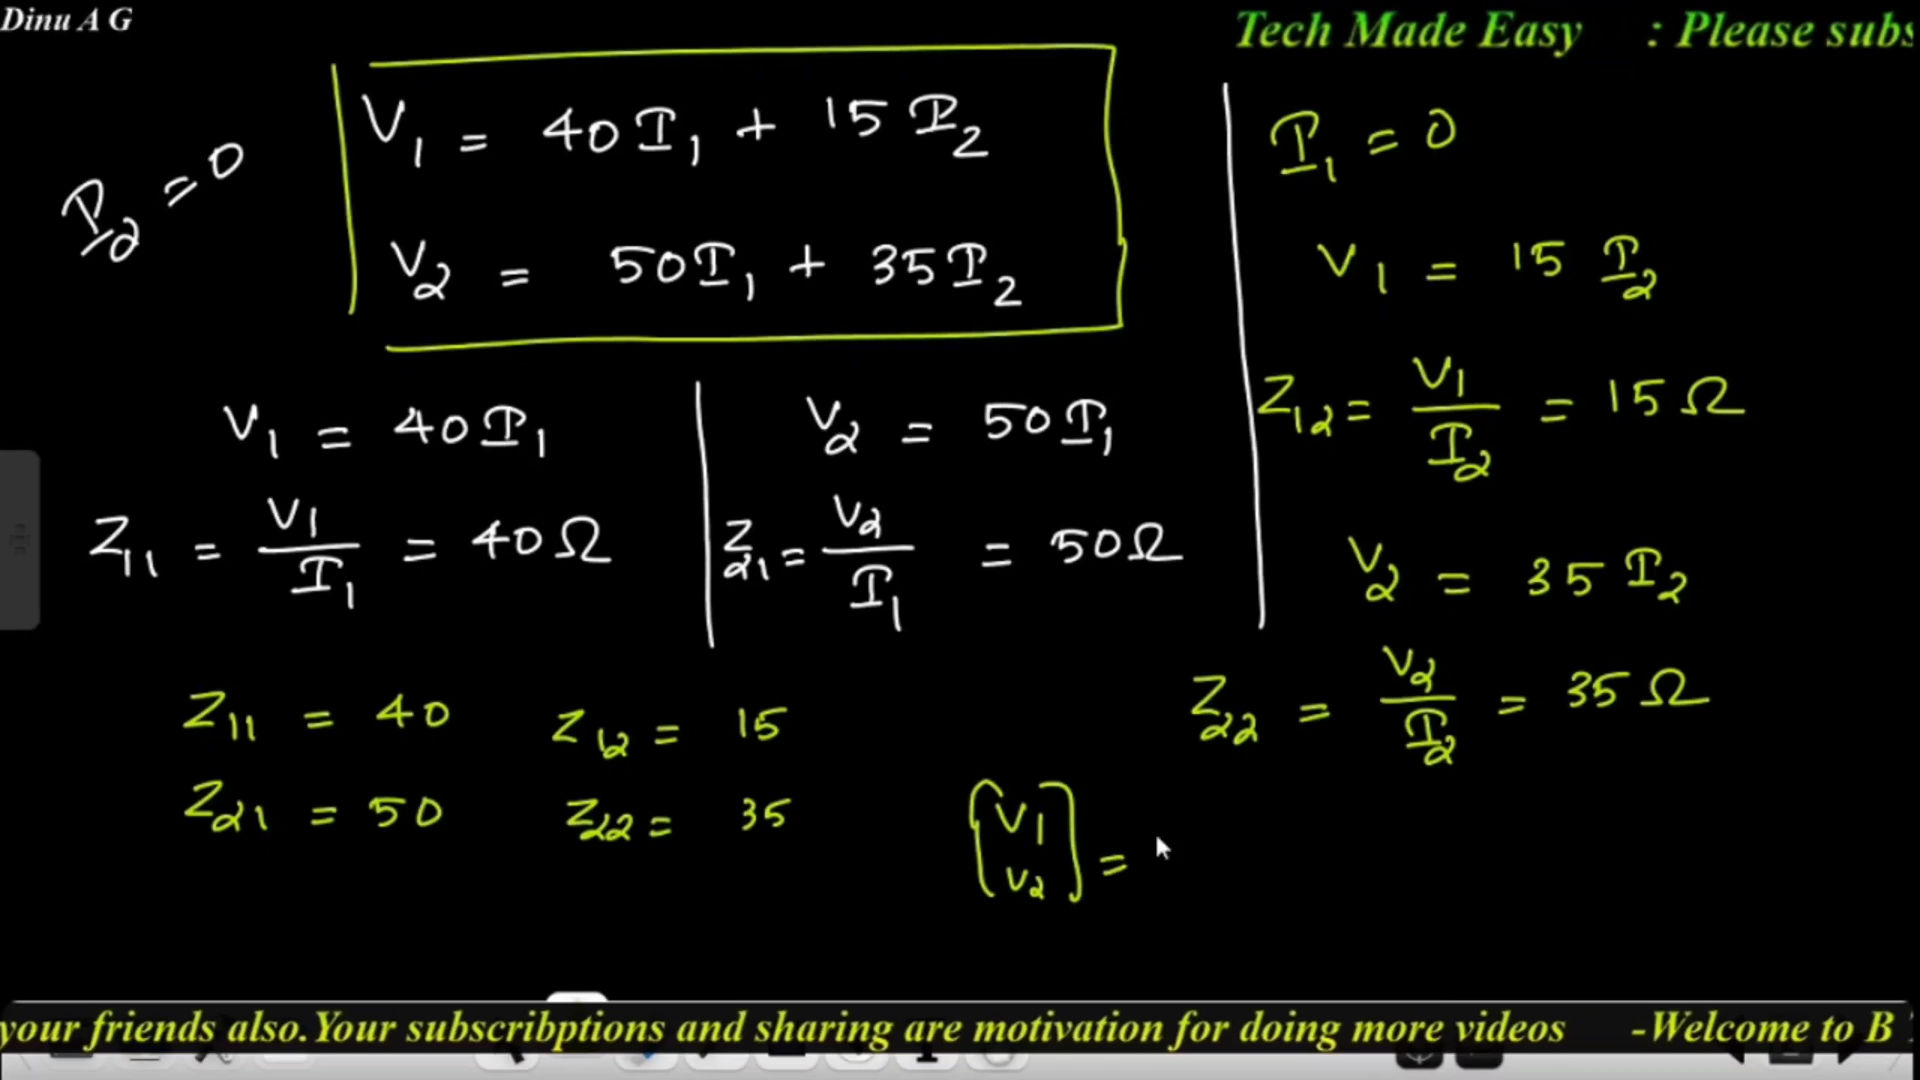 Dinu A G
Tech Made Easy : Please subs
I2 = 0
V1 = 40I1 + 15I2
V2 = 50I1 + 35I2
V1 = 40I1
Z11 = V1/I1 = 40Ω
V2 = 50I1
Z21 = V2/I1 = 50Ω
I1 = 0
V1 = 15 I2
Z12 = V1/I2 = 15Ω
V2 = 35 I2
Z22 = V2/I2 = 35Ω
Z11 = 40 Z12 = 15
Z21 = 50 Z22 = 35
[V1
V2] =
your friends also.Your subscribptions and sharing are motivation for doing more videos -Welcome to B